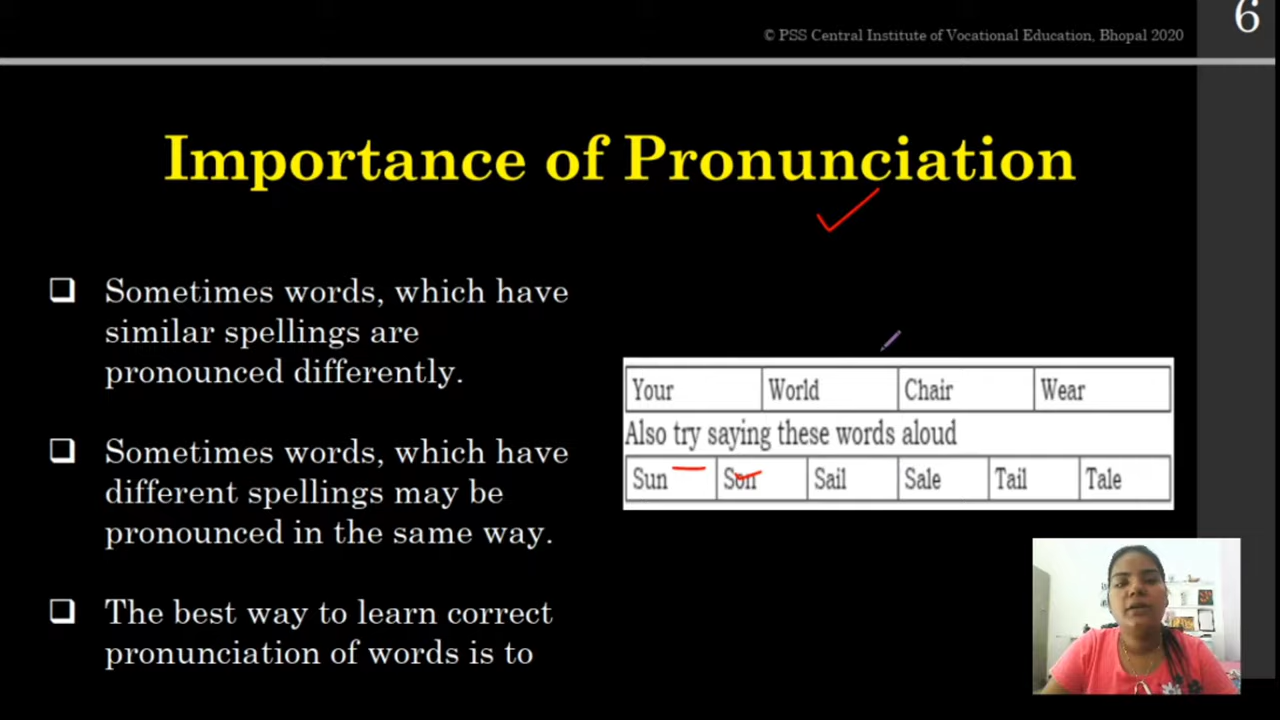 6
© PSS Central Institute of Vocational Education, Bhopal 2020
Importance of Pronunciation
Sometimes words, which have
similar spellings are
pronounced differently.
Sometimes words, which have
different spellings may be
pronounced in the same way.
The best way to learn correct
pronunciation of words is to
Your World Chair Wear
Also try saying these words aloud
Sun Son Sail Sale Tail Tale